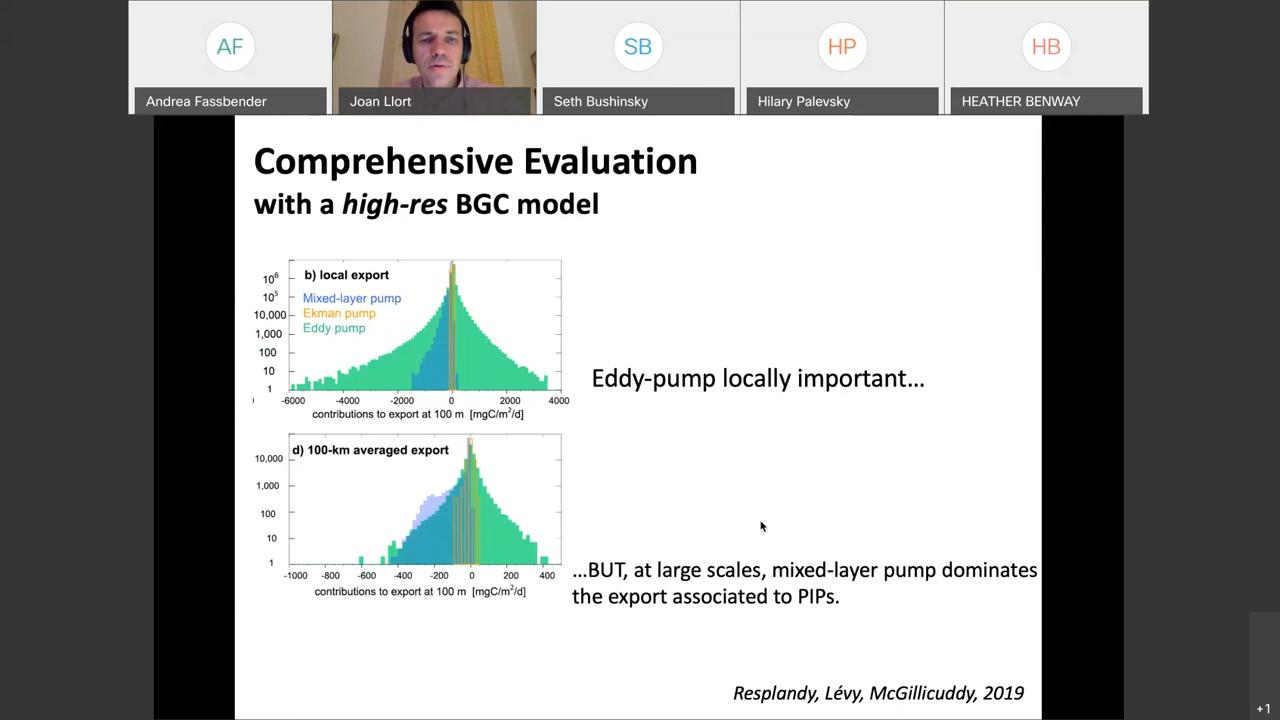 AF
SB
HP
HB
Andrea Fassbender
Joan Llort
Seth Bushinsky
Hilary Palevsky
HEATHER BENWAY
Comprehensive Evaluation
with a high-res BGC model
b) local export
Mixed-layer pump
Ekman pump
Eddy pump
10⁶
10⁵
10,000
1,000
100
10
1
-6000 -4000 -2000 0 2000 4000
contributions to export at 100 m [mgC/m²/d]
Eddy-pump locally important...
d) 100-km averaged export
10,000
1,000
100
10
1
-1000 -800 -600 -400 -200 0 200 400
contributions to export at 100 m [mgC/m²/d]
...BUT, at large scales, mixed-layer pump dominates
the export associated to PIPs.
Resplandy, Lévy, McGillicuddy, 2019
+1